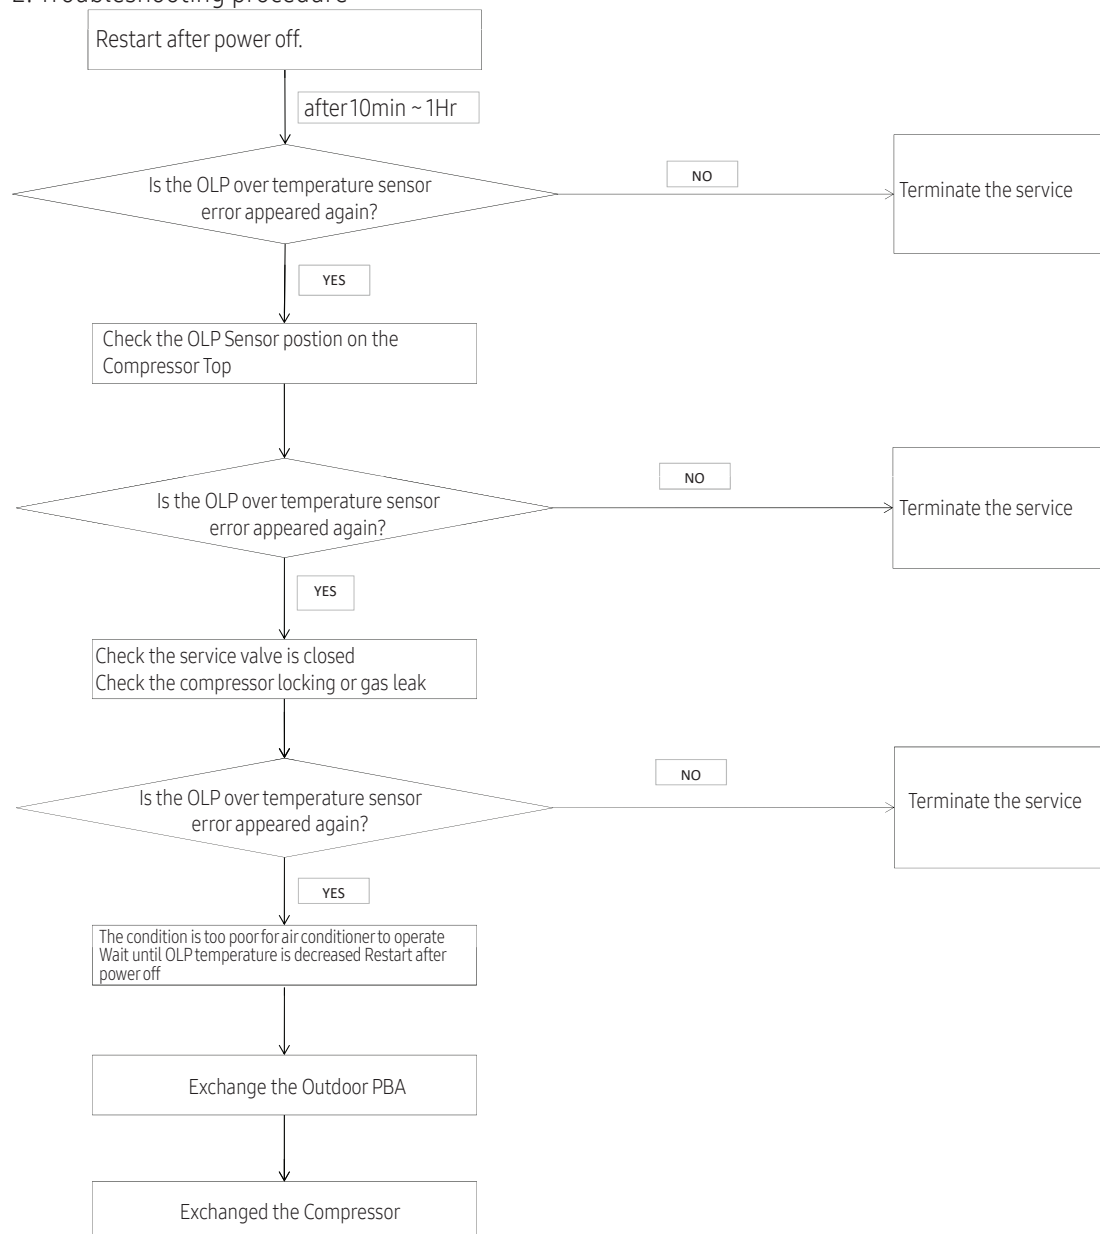 2. Troubleshooting procedure
Restart after power off.
after 10min ~ 1Hr
Is the OLP over temperature sensor
error appeared again?
NO
Terminate the service
YES
Check the OLP Sensor postion on the
Compressor Top
Is the OLP over temperature sensor
error appeared again?
NO
Terminate the service
YES
Check the service valve is closed
Check the compressor locking or gas leak
Is the OLP over temperature sensor
error appeared again?
NO
Terminate the service
YES
The condition is too poor for air conditioner to operate
Wait until OLP temperature is decreased Restart after
power off
Exchange the Outdoor PBA
Exchanged the Compressor